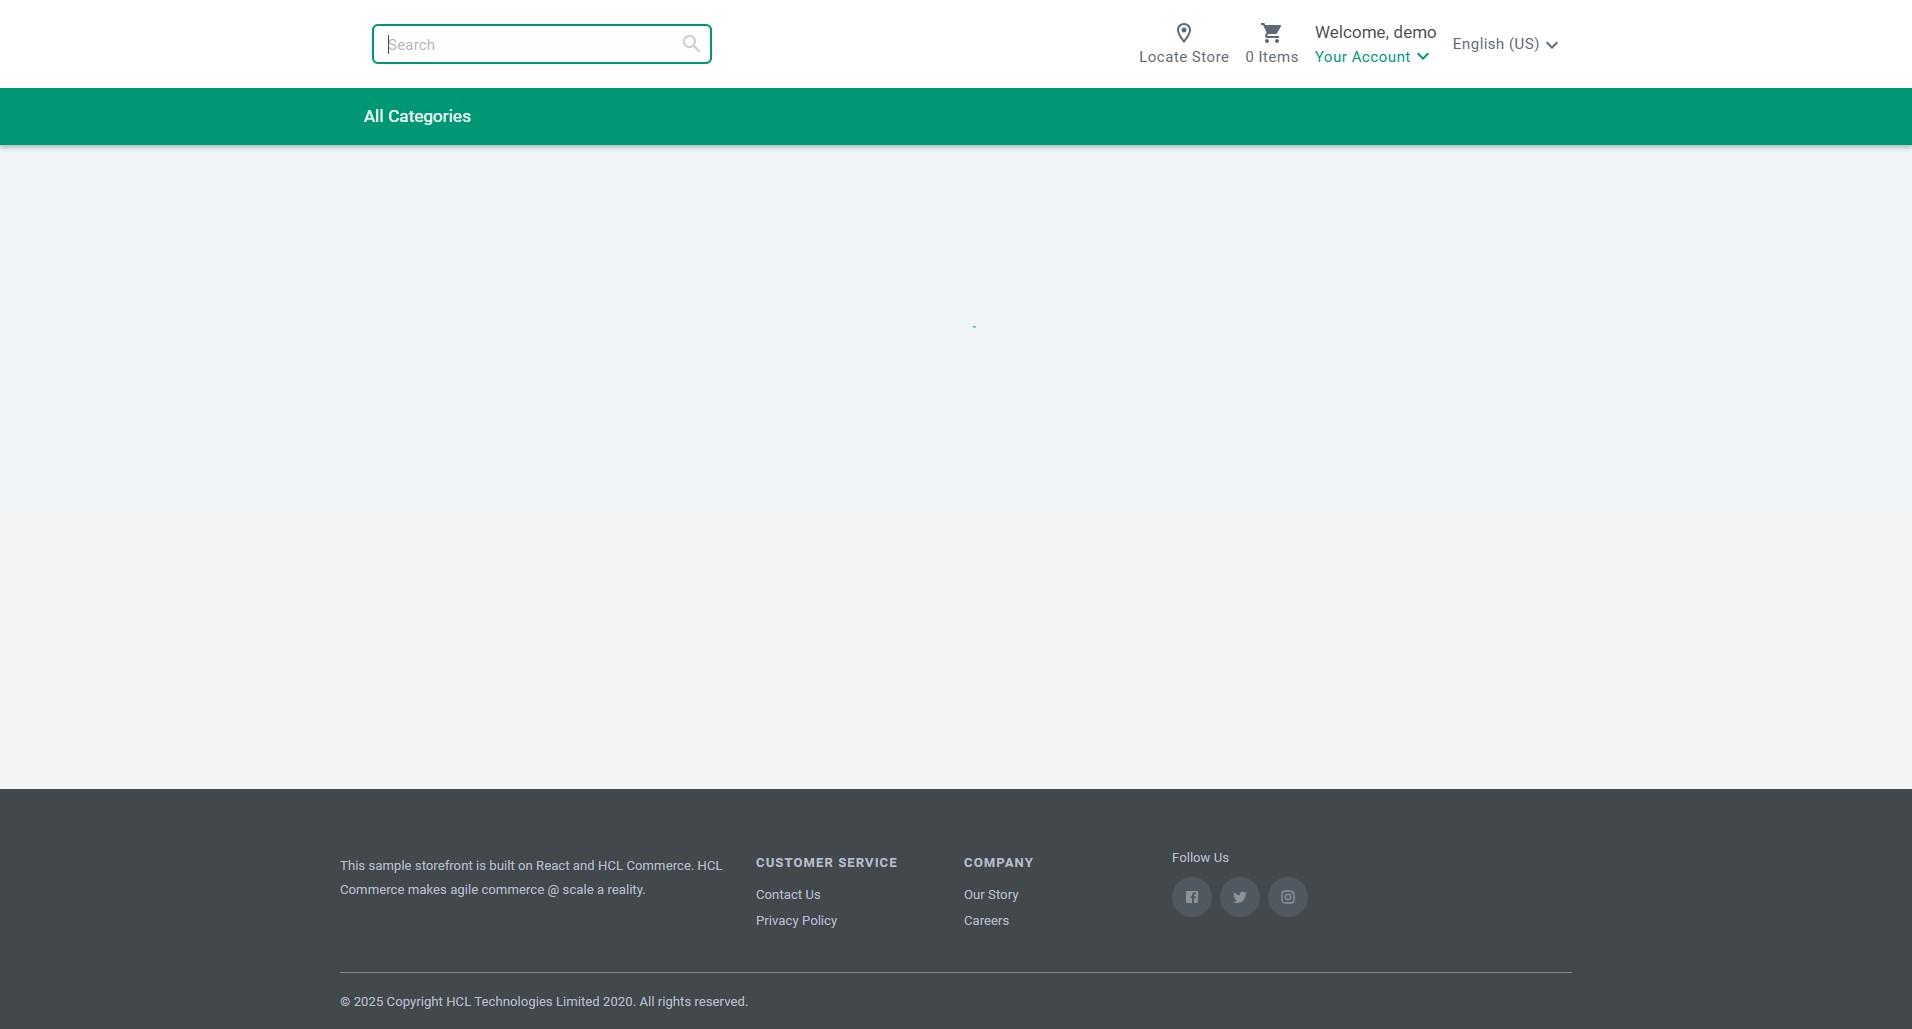 Search
Locate Store
0 Items
Welcome, demo
Your Account
English (US)
All Categories
This sample storefront is built on React and HCL Commerce. HCL
Commerce makes agile commerce @ scale a reality.
CUSTOMER SERVICE
Contact Us
Privacy Policy
COMPANY
Our Story
Careers
Follow Us
© 2025 Copyright HCL Technologies Limited 2020. All rights reserved.